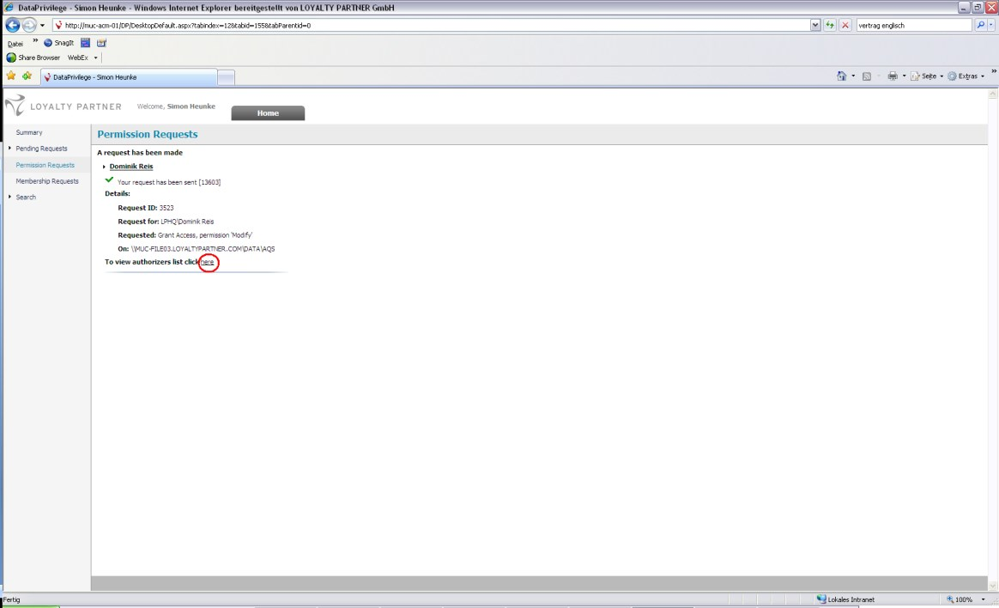 DataPrivilege - Simon Heunke - Windows Internet Explorer bereitgestellt von LOYALTY PARTNER GmbH
http://muc-acm-01/DP/DesktopDefault.aspx?tabindex=12&tabid=155&tabParentid=0
vertrag englisch
Datei » SnagIt
Share Browser WebEx
DataPrivilege - Simon Heunke
Seite Extras »
LOYALTY PARTNER Welcome, Simon Heunke Home
Summary
Pending Requests
Permission Requests
Membership Requests
Search
Permission Requests
A request has been made
Dominik Reis
Your request has been sent [13603]
Details:
Request ID: 3523
Request for: LPHQ\Dominik Reis
Requested: Grant Access, permission 'Modify'
On: \\MUC-FILE03.LOYALTYPARTNER.COM\DATA\AQS
To view authorizers list click here
Fertig Lokales Intranet 100%